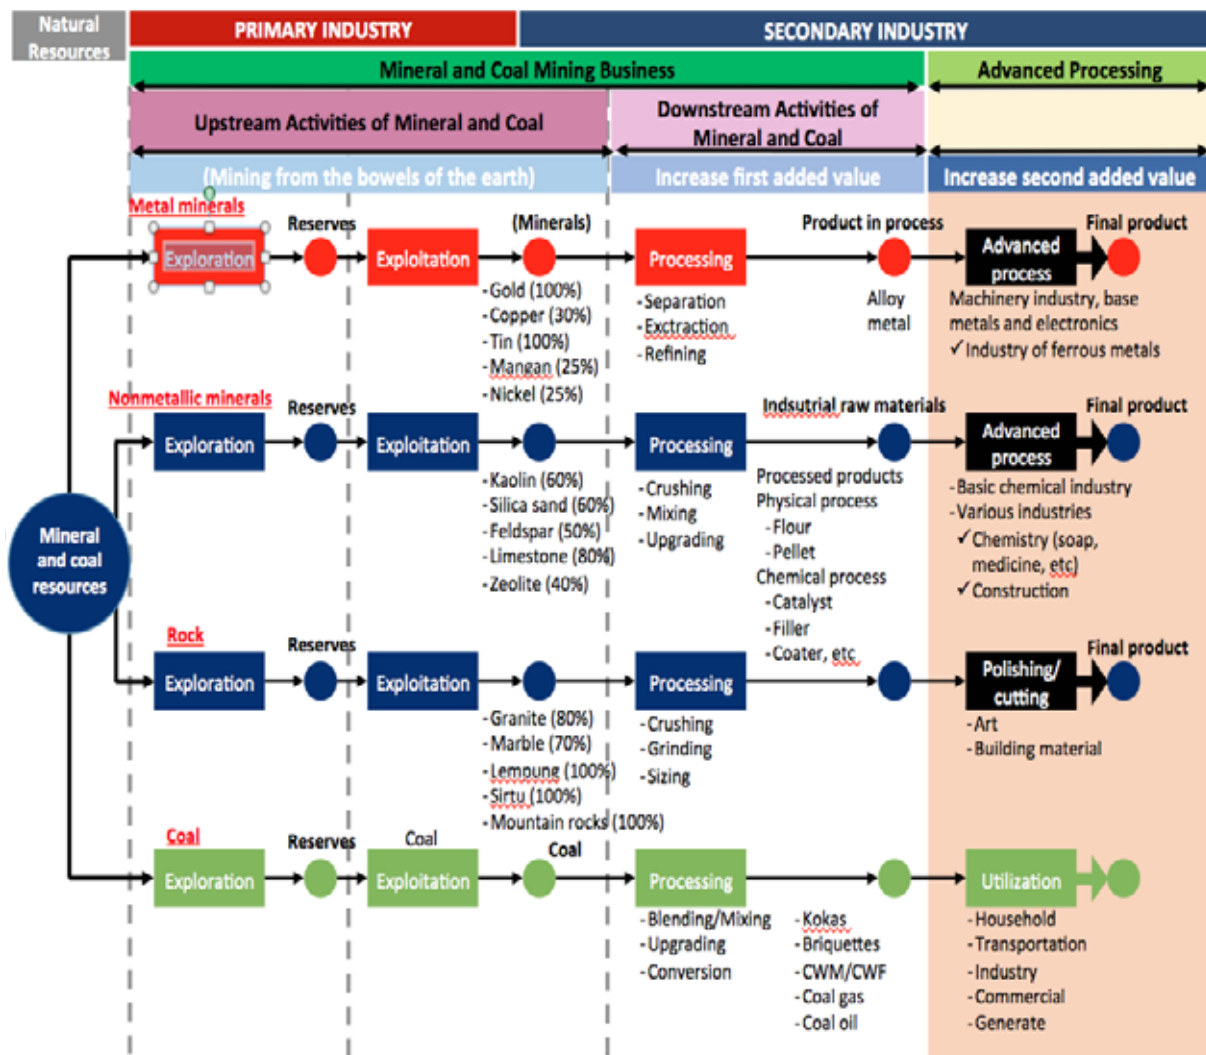 Natural
Resources
PRIMARY INDUSTRY
SECONDARY INDUSTRY
Mineral and Coal Mining Business
Advanced Processing
Upstream Activities of Mineral and Coal
Downstream Activities of
Mineral and Coal
(Mining from the bowels of the earth)
Increase first added value
Increase second added value
Metal minerals
Exploration
Reserves
Exploitation
(Minerals)
- Gold (100%)
- Copper (30%)
- Tin (100%)
- Mangan (25%)
- Nickel (25%)
Processing
- Separation
- Exctraction
- Refining
Product in process
Alloy
metal
Advanced
process
Final product
Machinery industry, base
metals and electronics
✓ Industry of ferrous metals
Nonmetallic minerals
Exploration
Reserves
Exploitation
- Kaolin (60%)
- Silica sand (60%)
- Feldspar (50%)
- Limestone (80%)
- Zeolite (40%)
Processing
- Crushing
- Mixing
- Upgrading
Indsutrial raw materials
Processed products
Physical process
- Flour
- Pellet
Chemical process
- Catalyst
- Filler
- Coater, etc
Advanced
process
Final product
- Basic chemical industry
- Various industries
✓ Chemistry (soap,
medicine, etc)
✓ Construction
Mineral
and coal
resources
Rock
Exploration
Reserves
Exploitation
- Granite (80%)
- Marble (70%)
- Lempung (100%)
- Sirtu (100%)
- Mountain rocks (100%)
Processing
- Crushing
- Grinding
- Sizing
Polishing/
cutting
Final product
- Art
- Building material
Coal
Exploration
Reserves
Coal
Exploitation
Coal
Processing
- Blending/Mixing
- Upgrading
- Conversion
- Kokas
- Briquettes
- CWM/CWF
- Coal gas
- Coal oil
Utilization
- Household
- Transportation
- Industry
- Commercial
- Generate